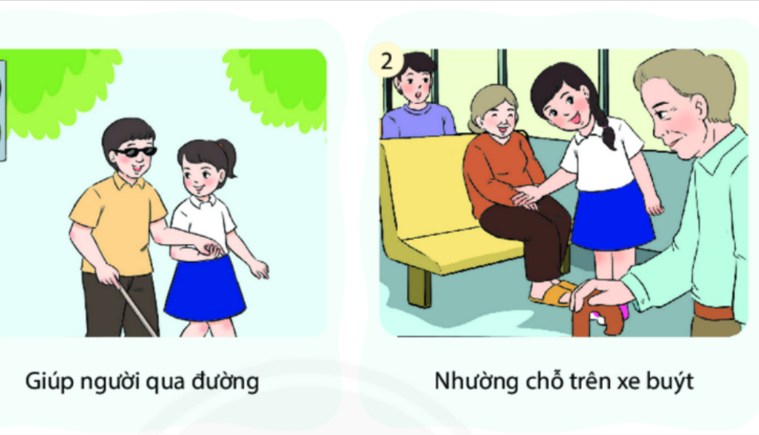 2
Giúp người qua đường
Nhường chỗ trên xe buýt